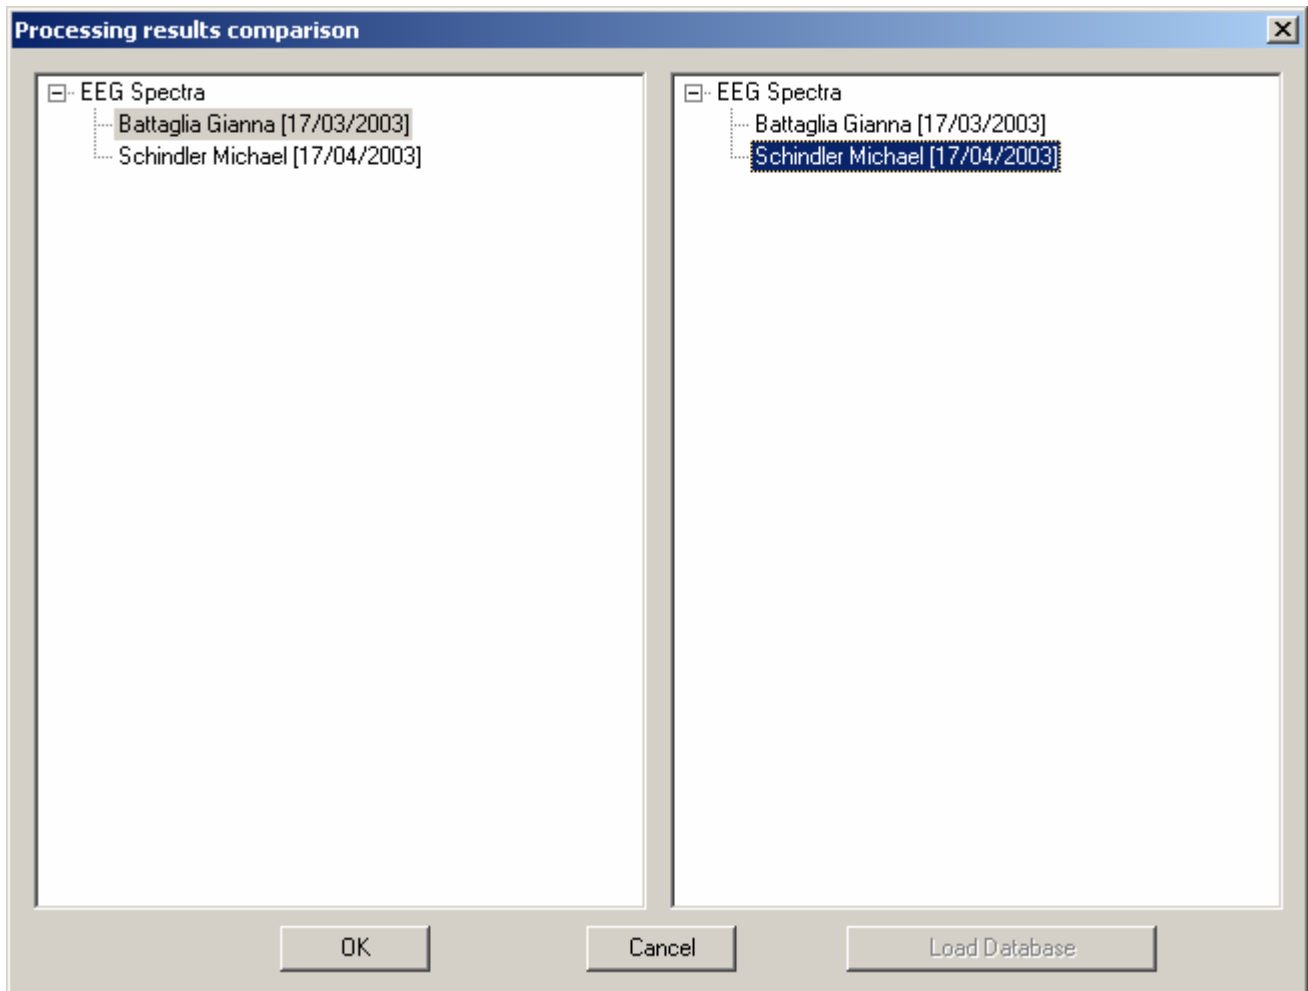 Processing results comparison
EEG Spectra
Battaglia Gianna [17/03/2003]
Schindler Michael [17/04/2003]
EEG Spectra
Battaglia Gianna [17/03/2003]
Schindler Michael [17/04/2003]
OK
Cancel
Load Database